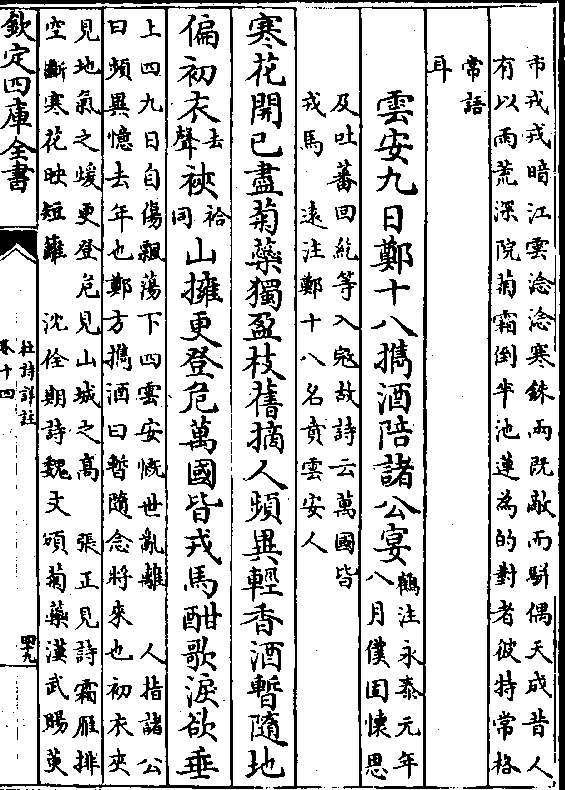 市戎戎暗江雲淰淰寒銖兩既敵而駢偶天成昔人
有以雨荒深院菊霜倒半池蓮為的對者彼持常格
常語
耳
雲安九日鄭十八攜酒陪諸公宴
鶴注永泰元年
八月僕固懷恩
及吐蕃回紇等入寇故詩云萬國皆
戎馬 遠注鄭十八名賁雲安人
寒花開已盡菊蘂獨盈枝舊摘人頻異輕香酒暫隨地
偏初衣去聲裌袷同山擁更登危萬國皆戎馬酣歌淚欲垂
上四九日自傷飄蕩下四雲安慨世亂離 人指諸公
曰頻異憶去年也鄭方攜酒曰暫隨念將來也初衣夾
見地氣之煖更登危見山城之高 張正見詩霜雁排
空斷寒花映短籬 沈佺期詩魏文頌菊蘂漢武賜萸
欽定四庫全書
杜詩詳註
卷十四
四九